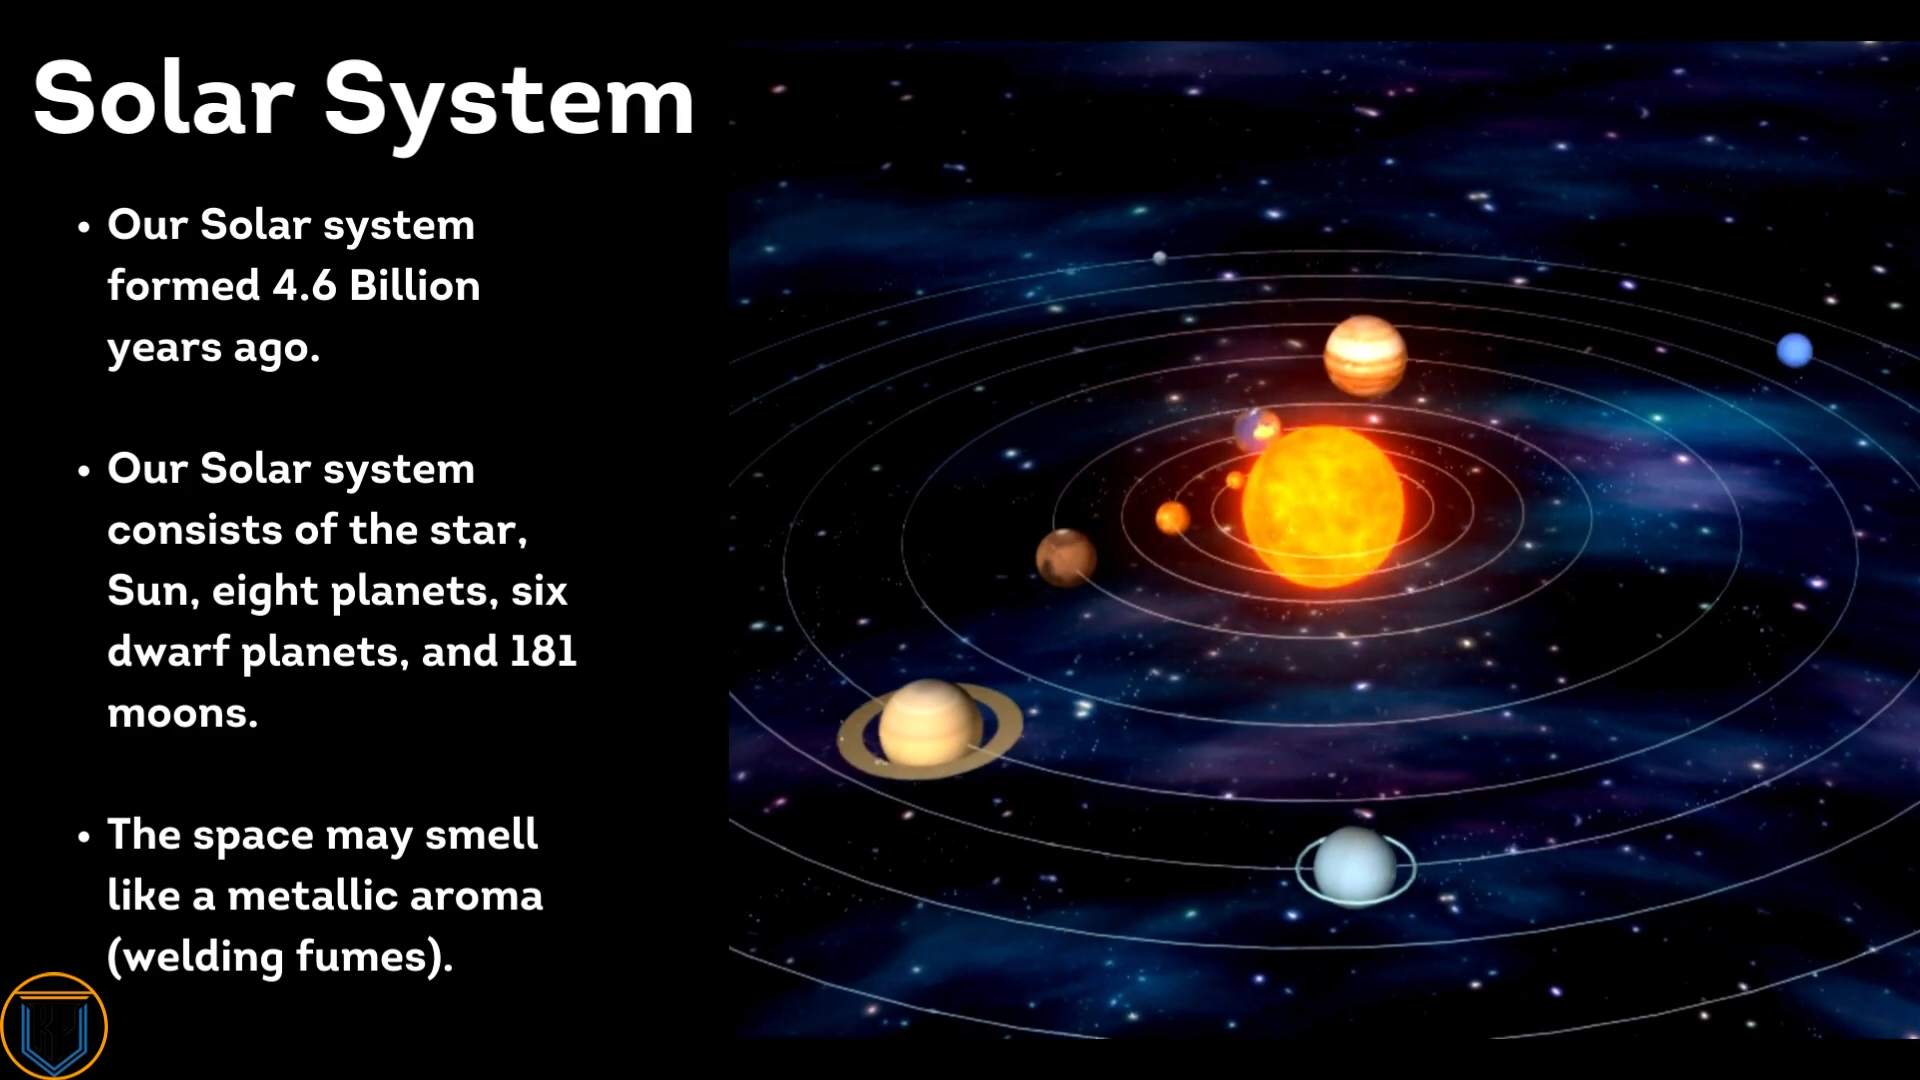 Solar System
• Our Solar system
formed 4.6 Billion
years ago.
• Our Solar system
consists of the star,
Sun, eight planets, six
dwarf planets, and 181
moons.
• The space may smell
like a metallic aroma
(welding fumes).